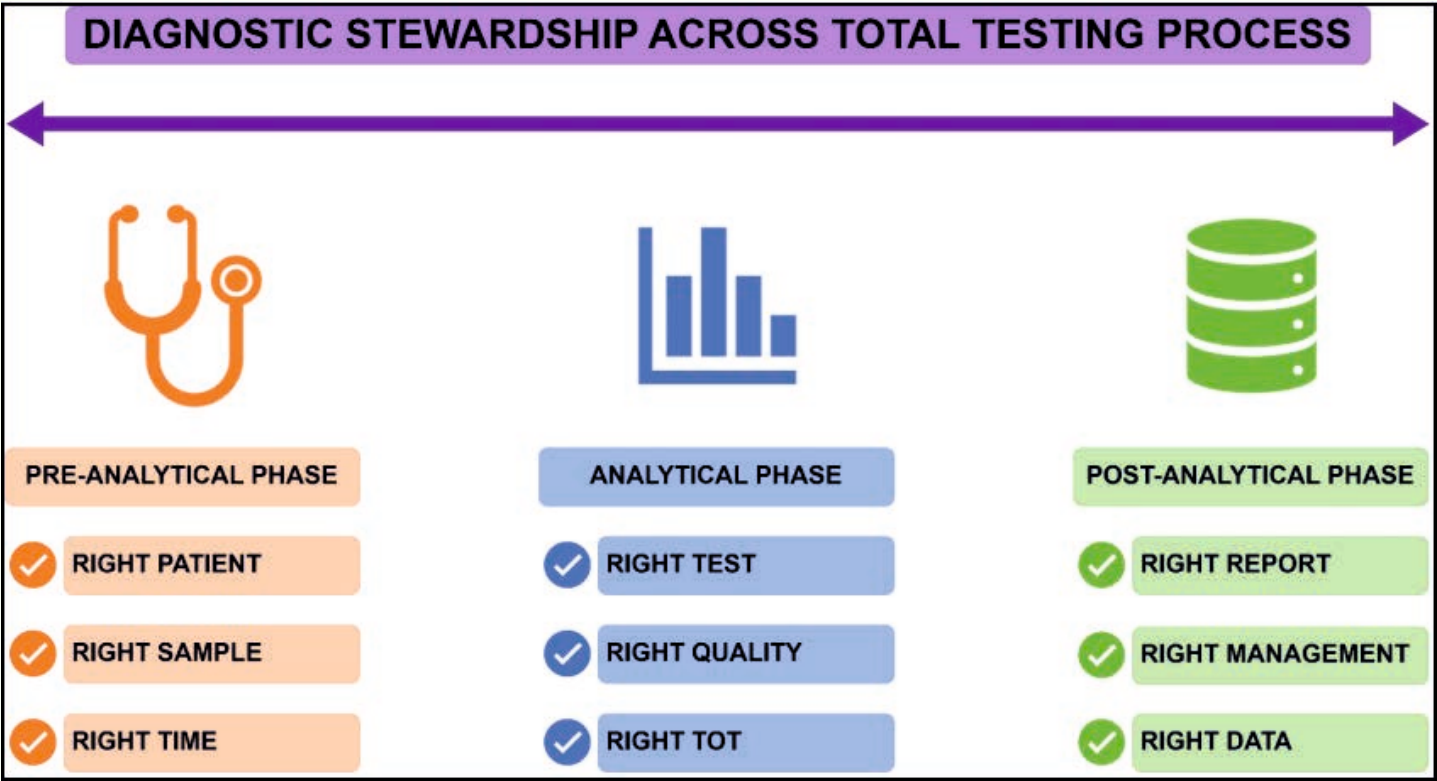 DIAGNOSTIC STEWARDSHIP ACROSS TOTAL TESTING PROCESS
PRE-ANALYTICAL PHASE
RIGHT PATIENT
RIGHT SAMPLE
RIGHT TIME
ANALYTICAL PHASE
RIGHT TEST
RIGHT QUALITY
RIGHT TOT
POST-ANALYTICAL PHASE
RIGHT REPORT
RIGHT MANAGEMENT
RIGHT DATA